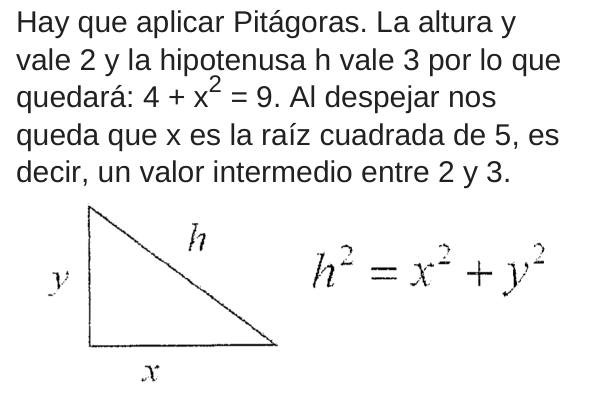 Hay que aplicar Pitágoras. La altura y
vale 2 y la hipotenusa h vale 3 por lo que
quedará: 4 + x² = 9. Al despejar nos
queda que x es la raíz cuadrada de 5, es
decir, un valor intermedio entre 2 y 3.
h
y
h² = x² + y²
x